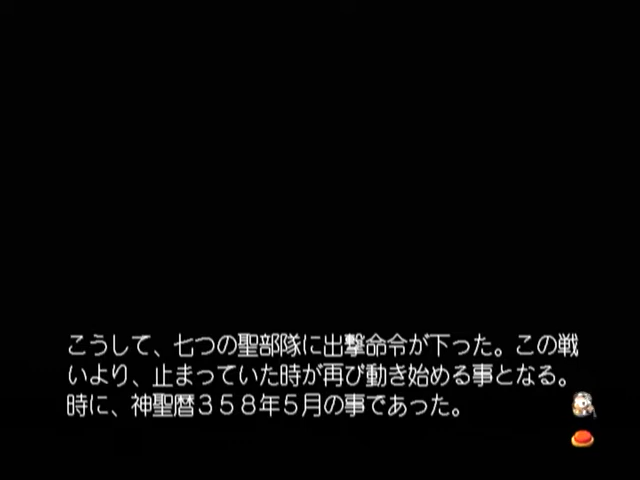 こうして、七つの聖部隊に出撃命令が下った。この戦
いより、止まっていた時が再び動き始める事となる。
時に、神聖暦３５８年５月の事であった。